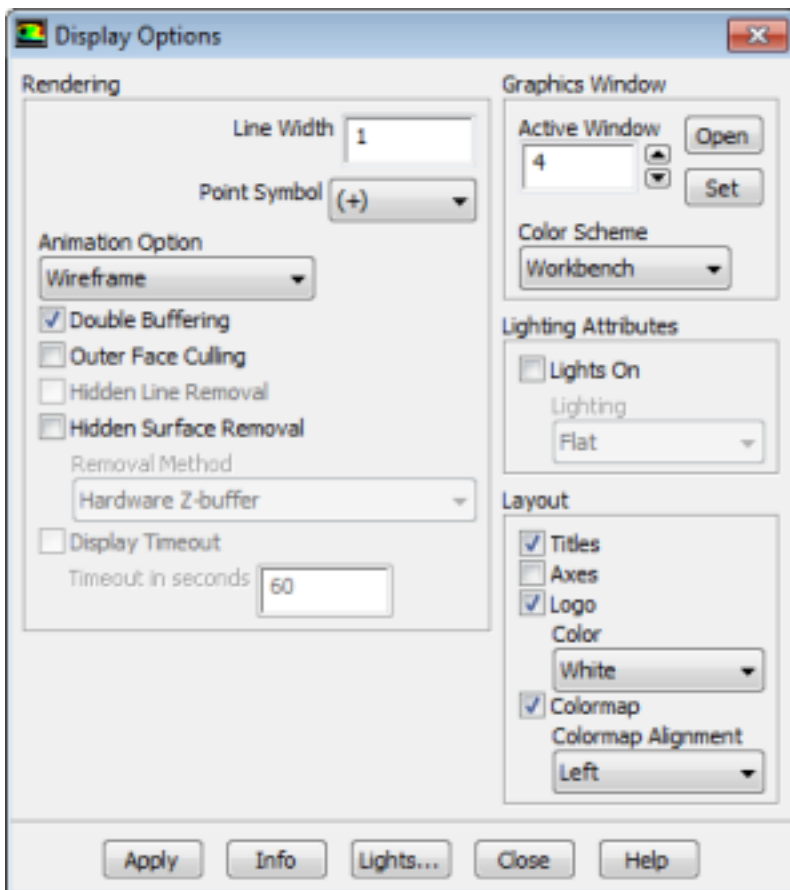 Display Options
Rendering
Line Width 1
Point Symbol (+)
Animation Option
Wireframe
Double Buffering
Outer Face Culling
Hidden Line Removal
Hidden Surface Removal
Removal Method
Hardware Z-buffer
Display Timeout
Timeout in seconds 60
Graphics Window
Active Window
4
Open
Set
Color Scheme
Workbench
Lighting Attributes
Lights On
Lighting
Flat
Layout
Titles
Axes
Logo
Color
White
Colormap
Colormap Alignment
Left
Apply Info Lights... Close Help